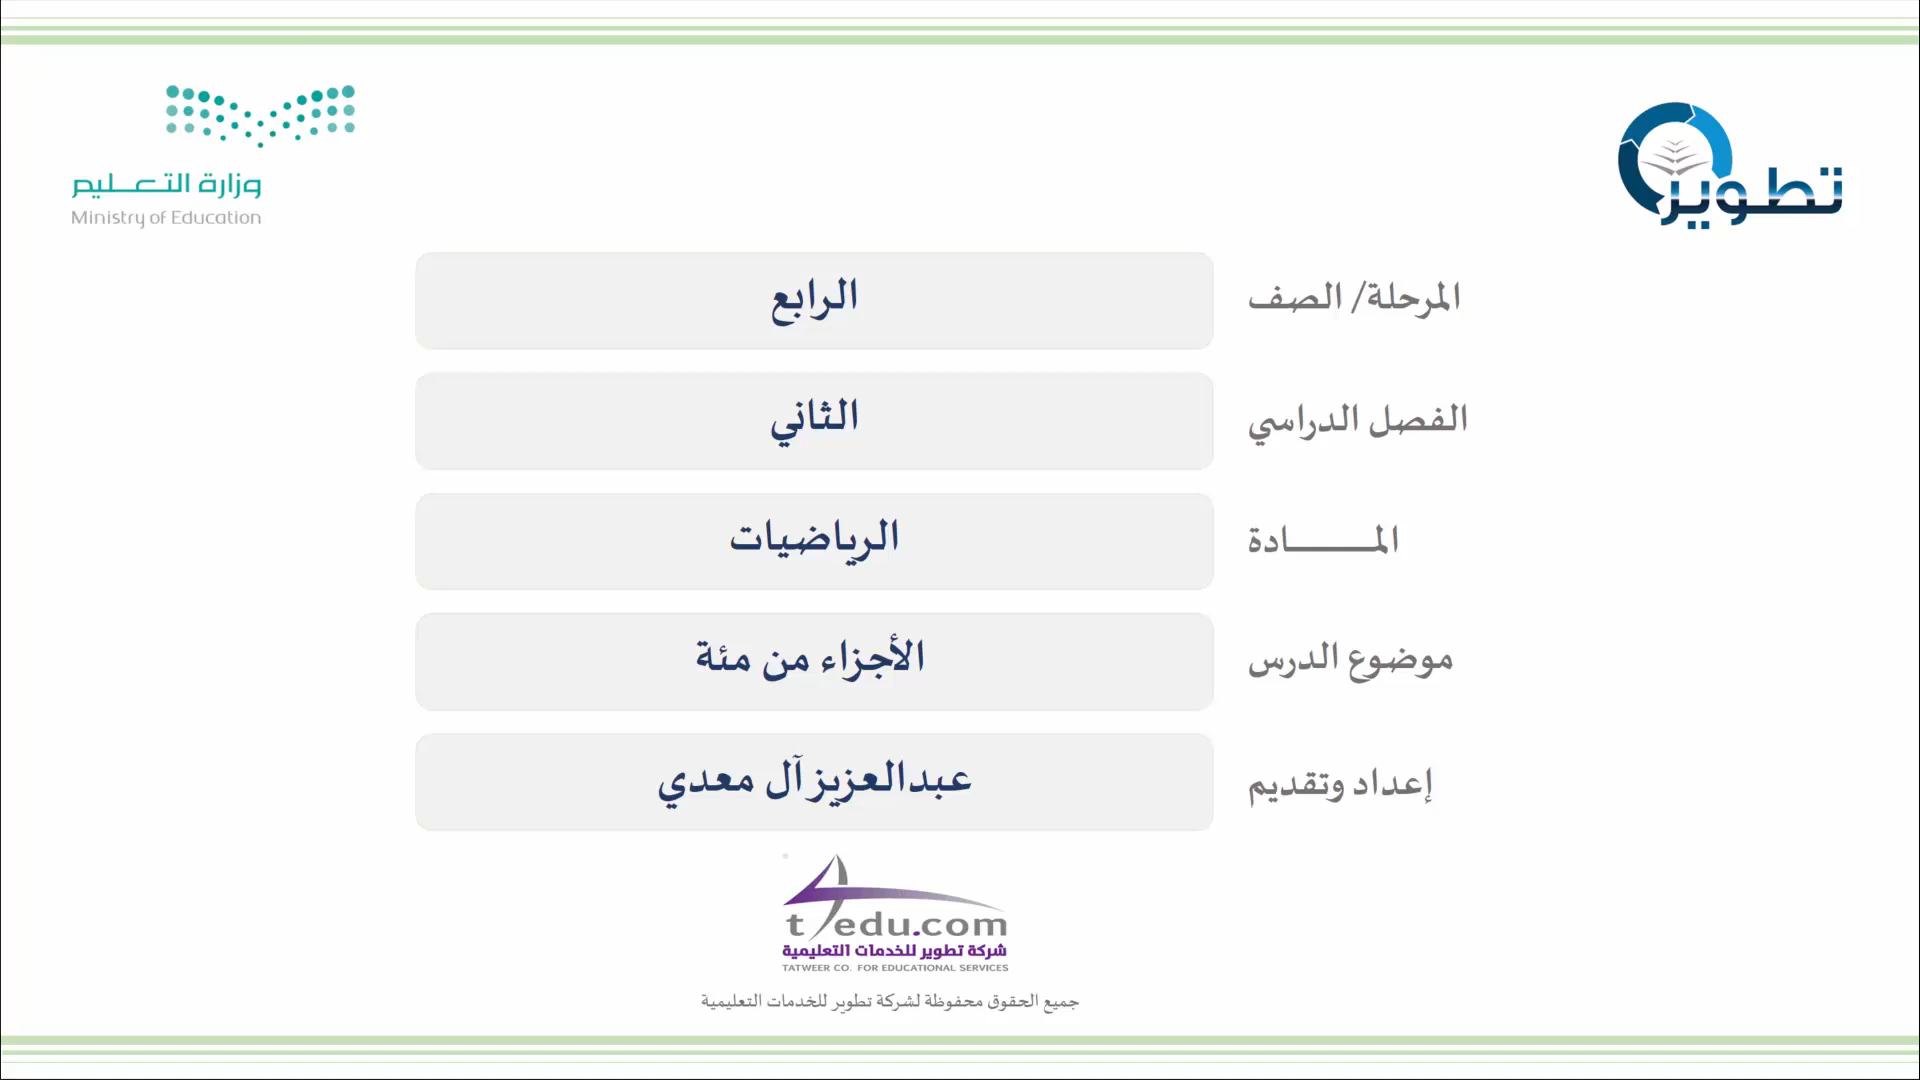 وزارة التعليم
Ministry of Education
تطوير
المرحلة/ الصف
الرابع
الفصل الدراسي
الثاني
المــــــــادة
الرياضيات
موضوع الدرس
الأجزاء من مئة
إعداد وتقديم
عبدالعزيز آل معدي
t4edu.com
شركة تطوير للخدمات التعليمية
TATWEER CO. FOR EDUCATIONAL SERVICES
جميع الحقوق محفوظة لشركة تطوير للخدمات التعليمية